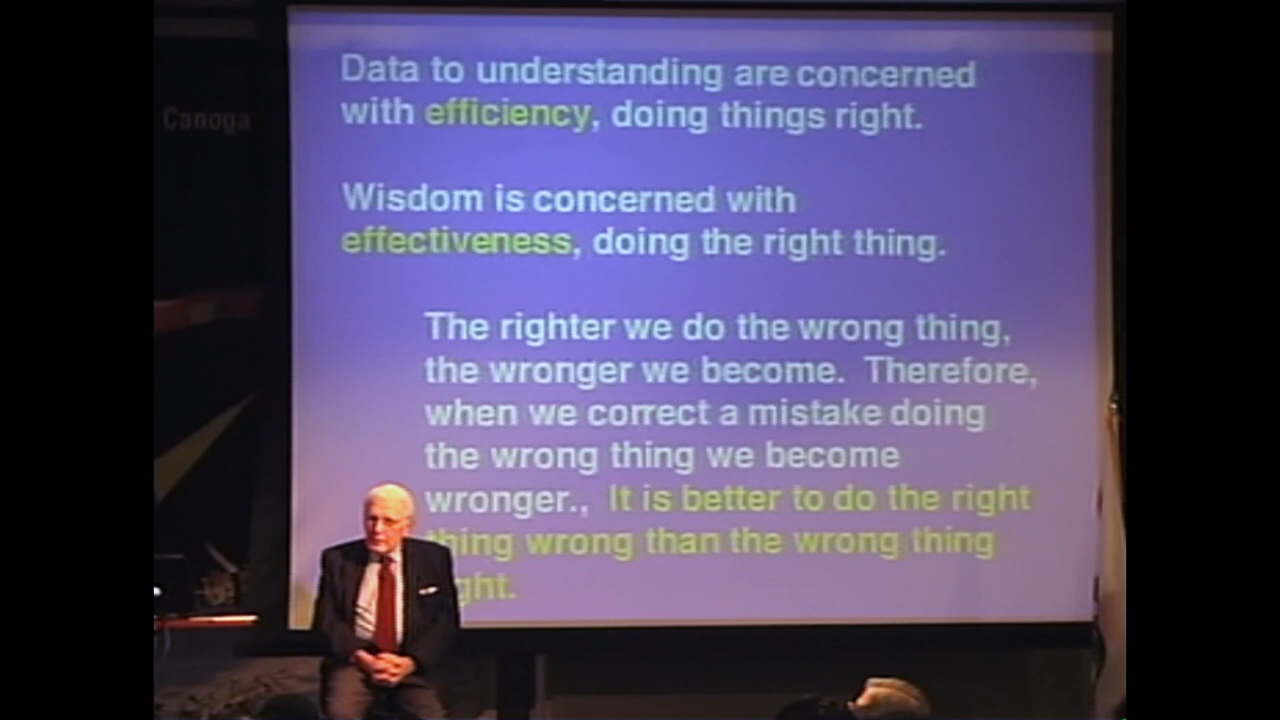 Canoga
Data to understanding are concerned
with efficiency, doing things right.
Wisdom is concerned with
effectiveness, doing the right thing.
The righter we do the wrong thing,
the wronger we become. Therefore,
when we correct a mistake doing
the wrong thing we become
wronger., It is better to do the right
thing wrong than the wrong thing
ght.